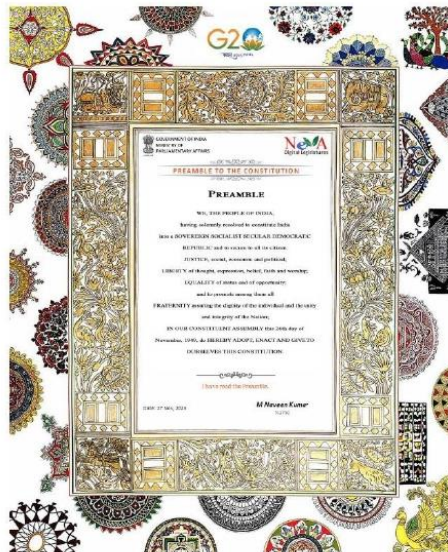 G20
GOVERNMENT OF INDIA
MINISTRY OF
PARLIAMENTARY AFFAIRS
NeVA
Digital Legislatures
PREAMBLE TO THE CONSTITUTION
PREAMBLE
WE, THE PEOPLE OF INDIA,
having solemnly resolved to constitute India
into a SOVEREIGN SOCIALIST SECULAR DEMOCRATIC
REPUBLIC and to secure to all its citizens
JUSTICE, social, economic and political;
LIBERTY of thought, expression, belief, faith and worship;
EQUALITY of status and of opportunity;
and to promote among them all
FRATERNITY assuring the dignity of the individual and the unity
and integrity of the Nation;
IN OUR CONSTITUENT ASSEMBLY this 26th day of
November, 1949, do HEREBY ADOPT, ENACT AND GIVE TO
OURSELVES THIS CONSTITUTION
I have read the Preamble.
M Naveen Kumar